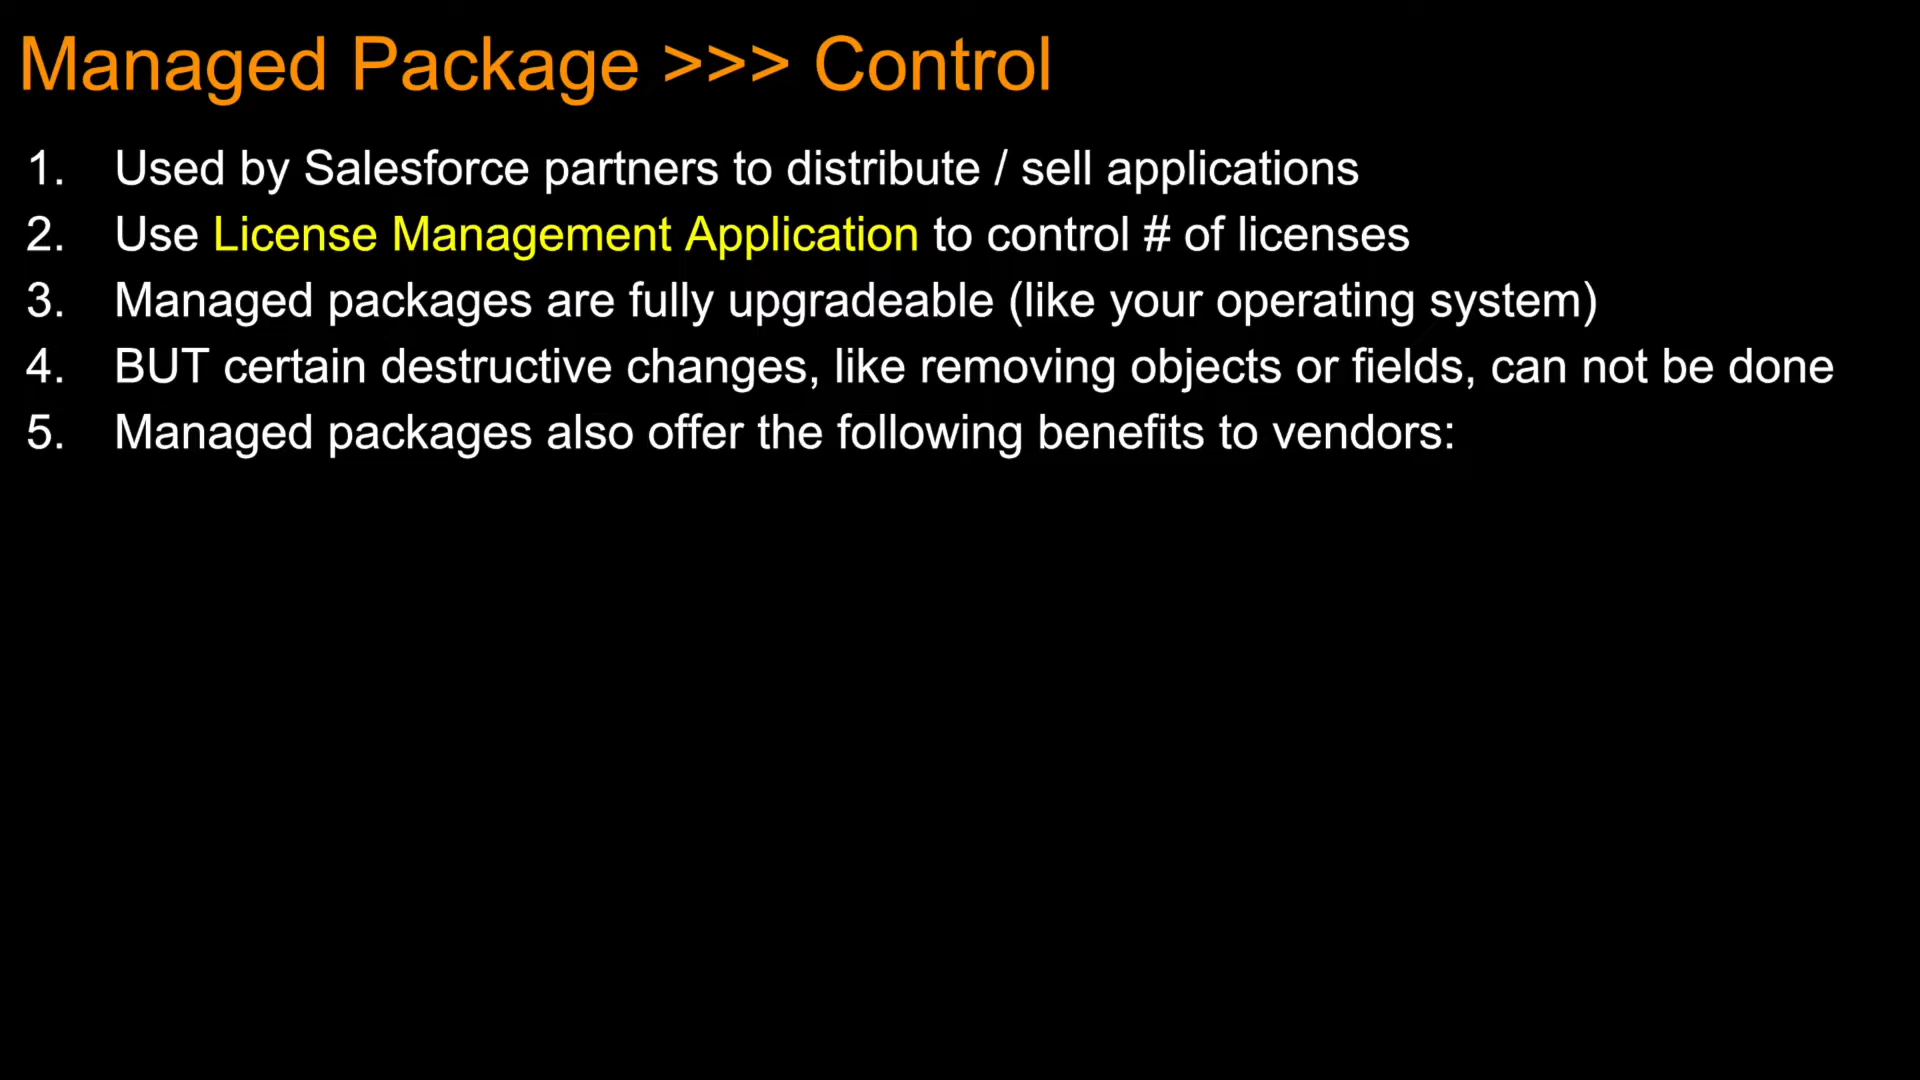 Managed Package >>> Control
1. Used by Salesforce partners to distribute / sell applications
2. Use License Management Application to control # of licenses
3. Managed packages are fully upgradeable (like your operating system)
4. BUT certain destructive changes, like removing objects or fields, can not be done
5. Managed packages also offer the following benefits to vendors: